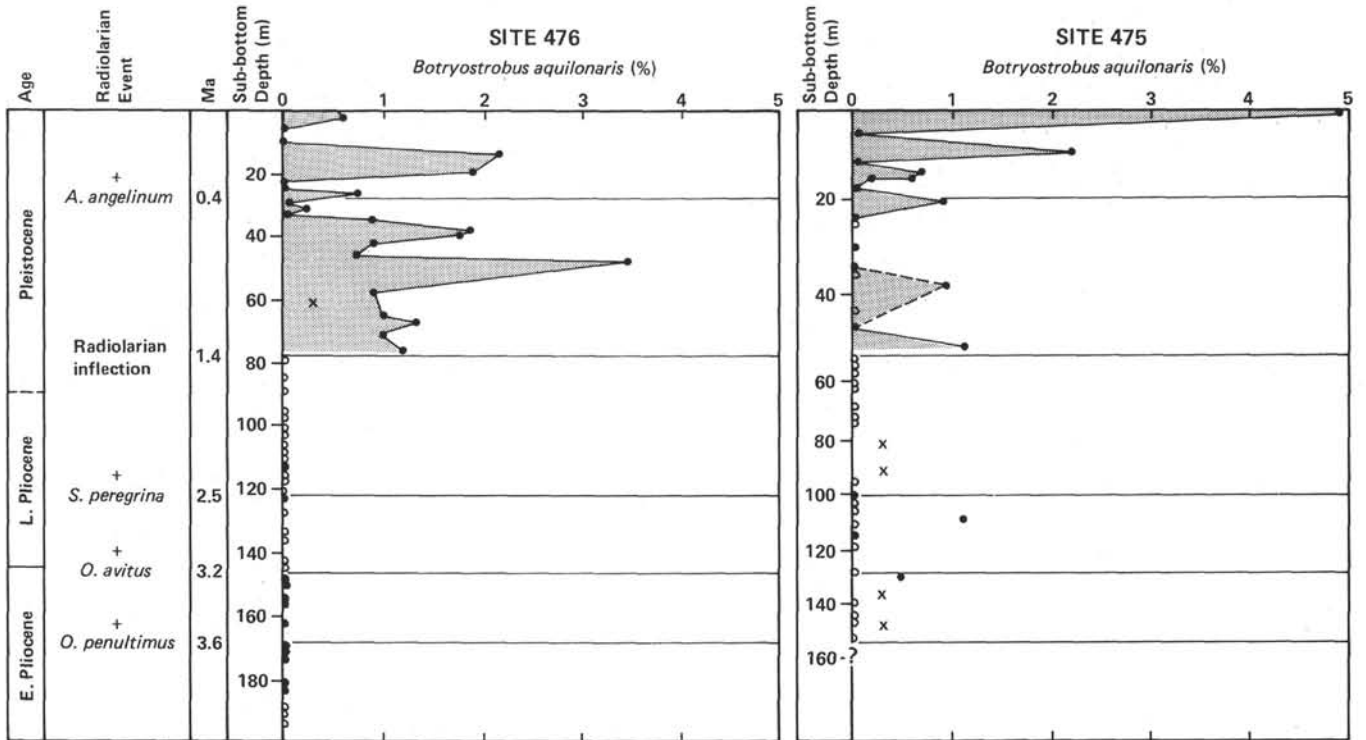 Age
Radiolarian
Event
Ma
Sub-bottom
Depth (m)
SITE 476
Botryostrobus aquilonaris (%)
0 1 2 3 4 5
Sub-bottom
Depth (m)
SITE 475
Botryostrobus aquilonaris (%)
0 1 2 3 4 5
Pleistocene
L. Pliocene
E. Pliocene
+
A. angelinum 0.4
Radiolarian
inflection 1.4
+
S. peregrina 2.5
+
O. avitus 3.2
+
O. penultimus 3.6
20
40
60
80
100
120
140
160
180
x
20
40
60
80
100
120
140
160 ?
x
x
x
x